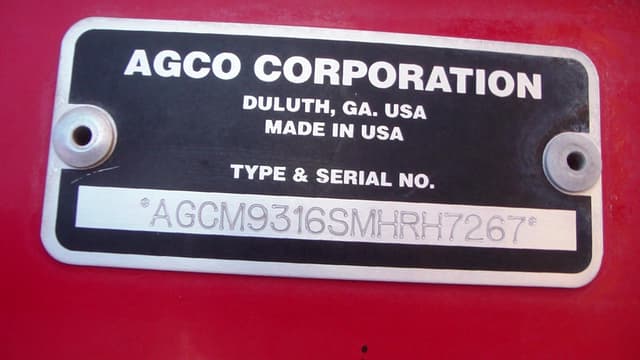 AGCO CORPORATION
DULUTH, GA. USA
MADE IN USA
TYPE & SERIAL NO.
*AGCM9316SMHRH7267*